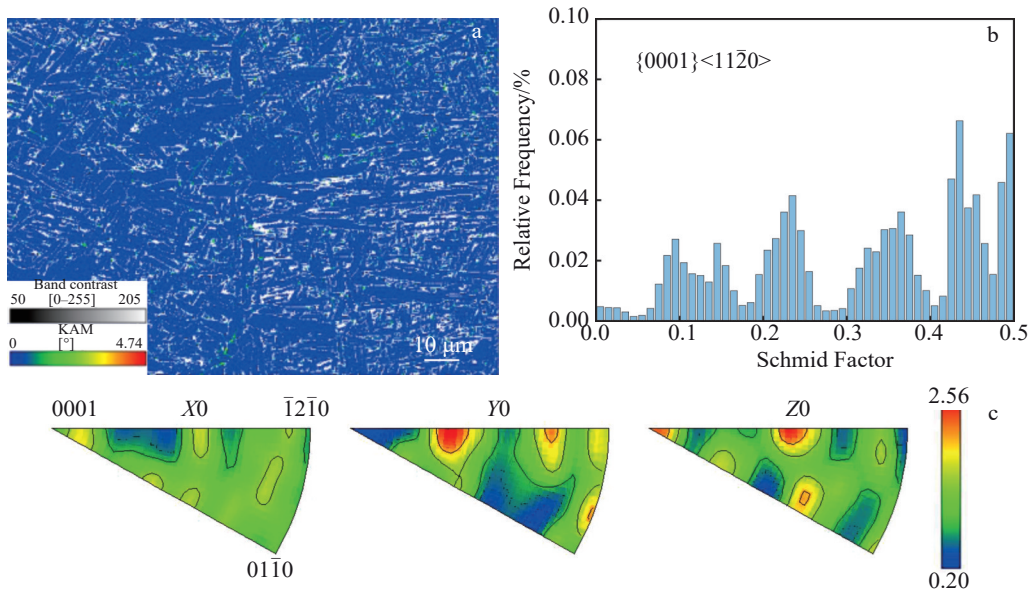 a
Band contrast
50 [0–255] 205
KAM
0 [°] 4.74
10 μm
b
{0001}<112̅0>
Relative Frequency/%
0.10
0.08
0.06
0.04
0.02
0.00
0.0 0.1 0.2 0.3 0.4 0.5
Schmid Factor
c
0001 X0 1̅21̅0
011̅0
Y0
Z0
2.56
0.20